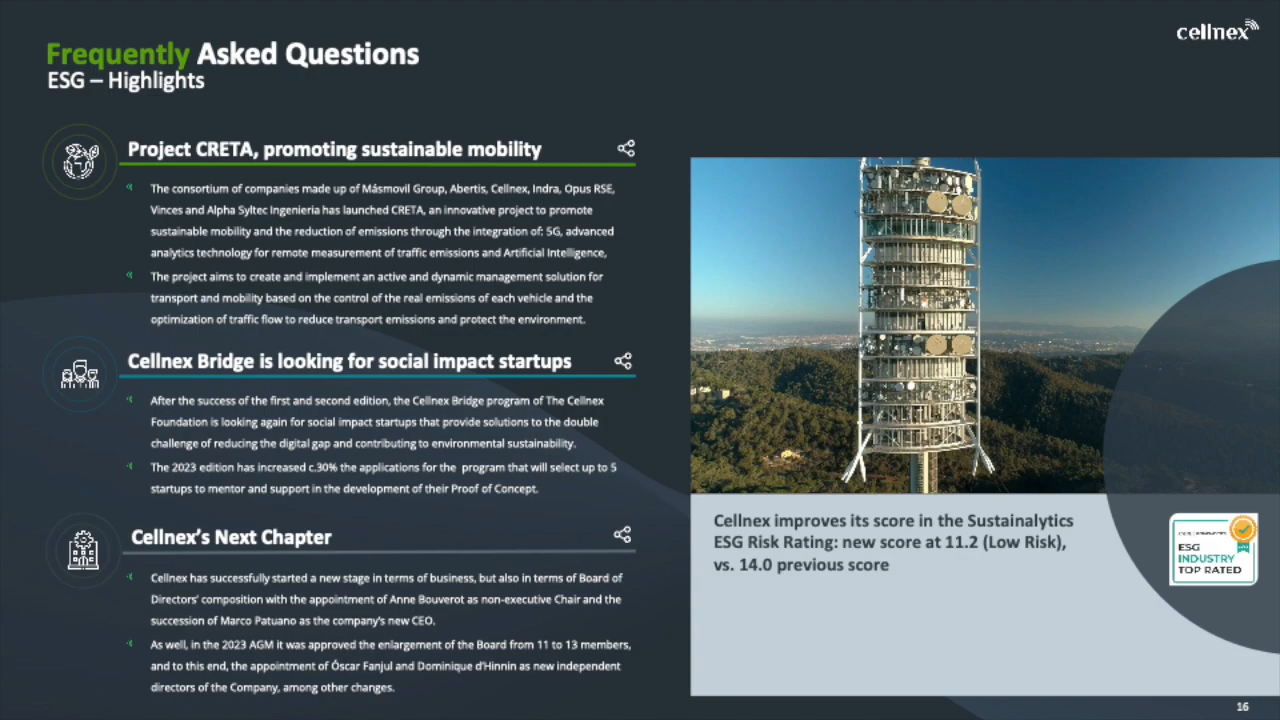 cellnex
Frequently Asked Questions
ESG – Highlights
Project CRETA, promoting sustainable mobility
The consortium of companies made up of Másmovil Group, Abertis, Cellnex, Indra, Opus RSE,
Vinces and Alpha Syltec Ingenieria has launched CRETA, an innovative project to promote
sustainable mobility and the reduction of emissions through the integration of: 5G, advanced
analytics technology for remote measurement of traffic emissions and Artificial Intelligence,
The project aims to create and implement an active and dynamic management solution for
transport and mobility based on the control of the real emissions of each vehicle and the
optimization of traffic flow to reduce transport emissions and protect the environment.
Cellnex Bridge is looking for social impact startups
After the success of the first and second edition, the Cellnex Bridge program of The Cellnex
Foundation is looking again for social impact startups that provide solutions to the double
challenge of reducing the digital gap and contributing to environmental sustainability.
The 2023 edition has increased c.30% the applications for the program that will select up to 5
startups to mentor and support in the development of their Proof of Concept.
Cellnex’s Next Chapter
Cellnex has successfully started a new stage in terms of business, but also in terms of Board of
Directors’ composition with the appointment of Anne Bouverot as non-executive Chair and the
succession of Marco Patuano as the company’s new CEO.
As well, in the 2023 AGM it was approved the enlargement of the Board from 11 to 13 members,
and to this end, the appointment of Óscar Fanjul and Dominique d’Hinnin as new independent
directors of the Company, among other changes.
Cellnex improves its score in the Sustainalytics
ESG Risk Rating: new score at 11.2 (Low Risk),
vs. 14.0 previous score
ESG
INDUSTRY
TOP RATED
16